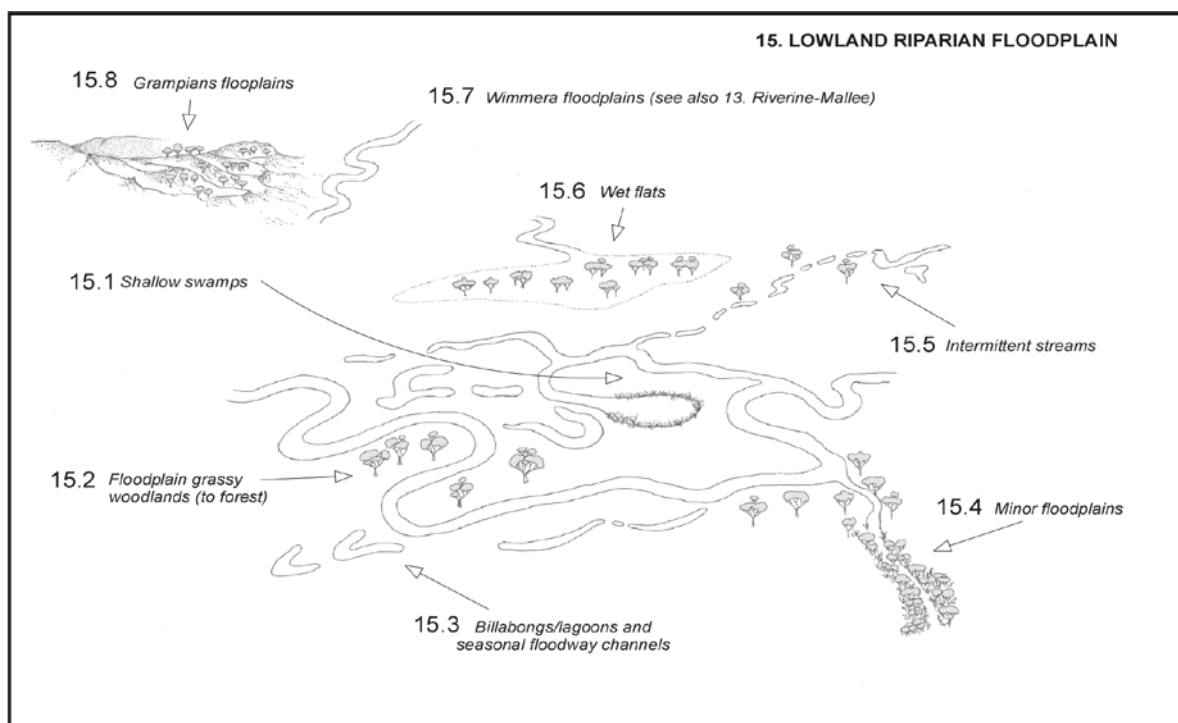 15. LOWLAND RIPARIAN FLOODPLAIN
15.8 Grampians flooplains
15.7 Wimmera floodplains (see also 13. Riverine-Mallee)
15.6 Wet flats
15.1 Shallow swamps
15.5 Intermittent streams
15.2 Floodplain grassy
woodlands (to forest)
15.4 Minor floodplains
15.3 Billabongs/lagoons and
seasonal floodway channels